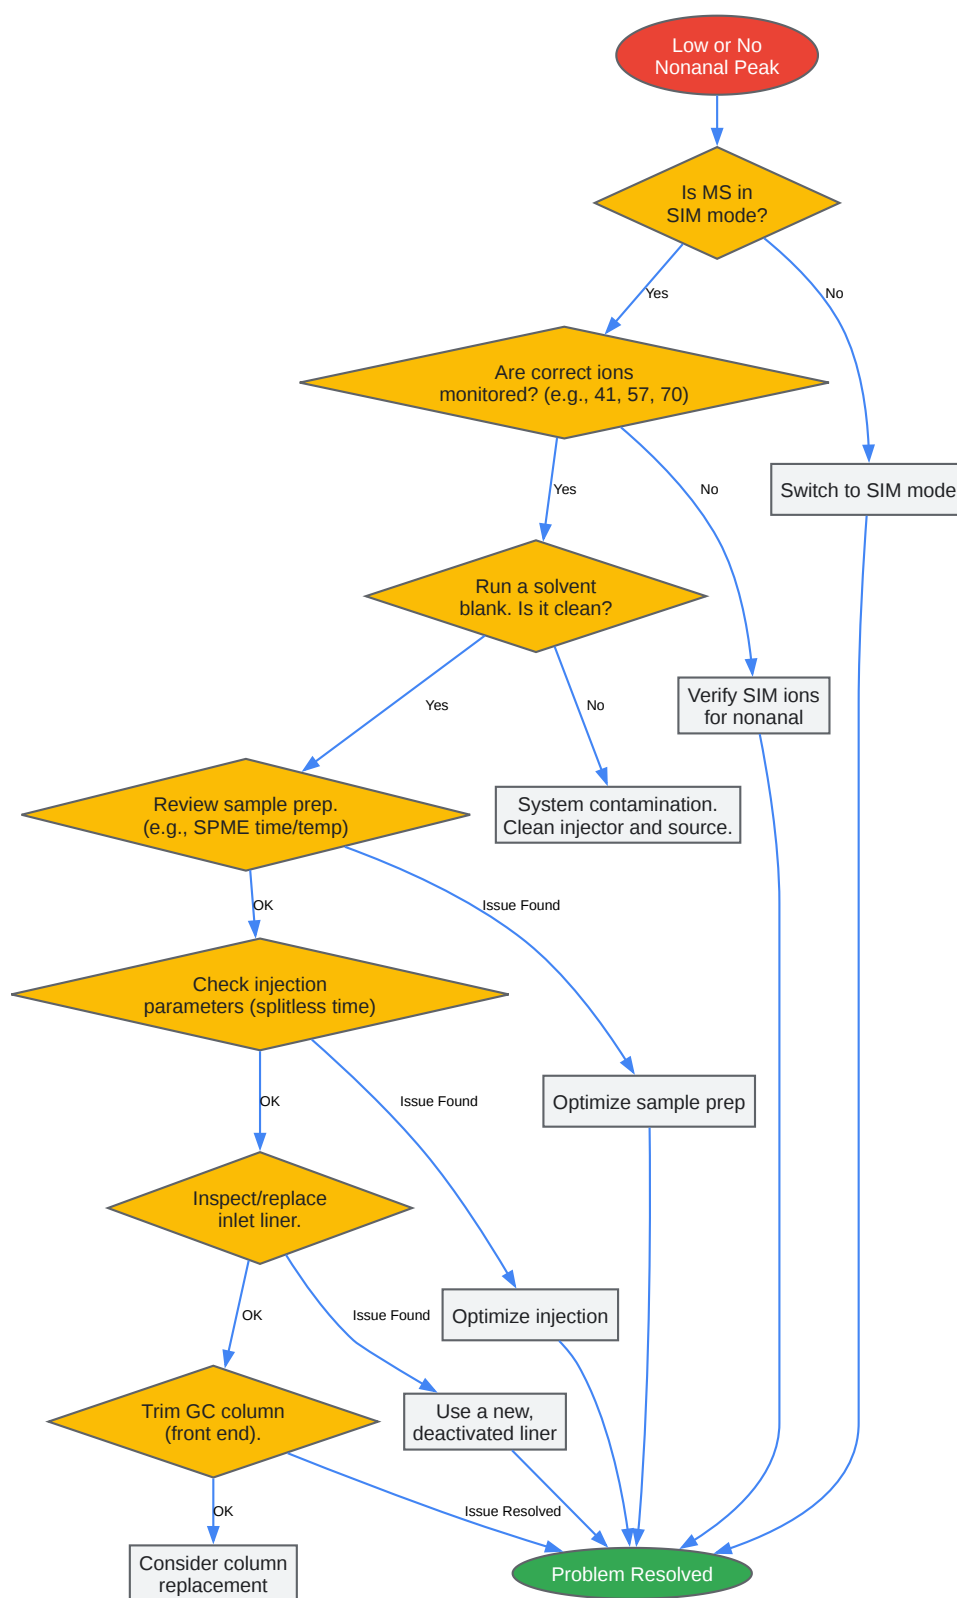 Low or No
Nonanal Peak
Is MS in
SIM mode?
Yes
No
Are correct ions
monitored? (e.g., 41, 57, 70)
Yes
No
Switch to SIM mode
Run a solvent
blank. Is it clean?
Yes
No
Verify SIM ions
for nonanal
Review sample prep.
(e.g., SPME time/temp)
System contamination.
Clean injector and source.
OK
Issue Found
Check injection
parameters (splitless time)
OK
Issue Found
Optimize sample prep
Inspect/replace
inlet liner.
OK
Issue Found
Optimize injection
Trim GC column
(front end).
Use a new,
deactivated liner
OK
Issue Resolved
Consider column
replacement
Problem Resolved